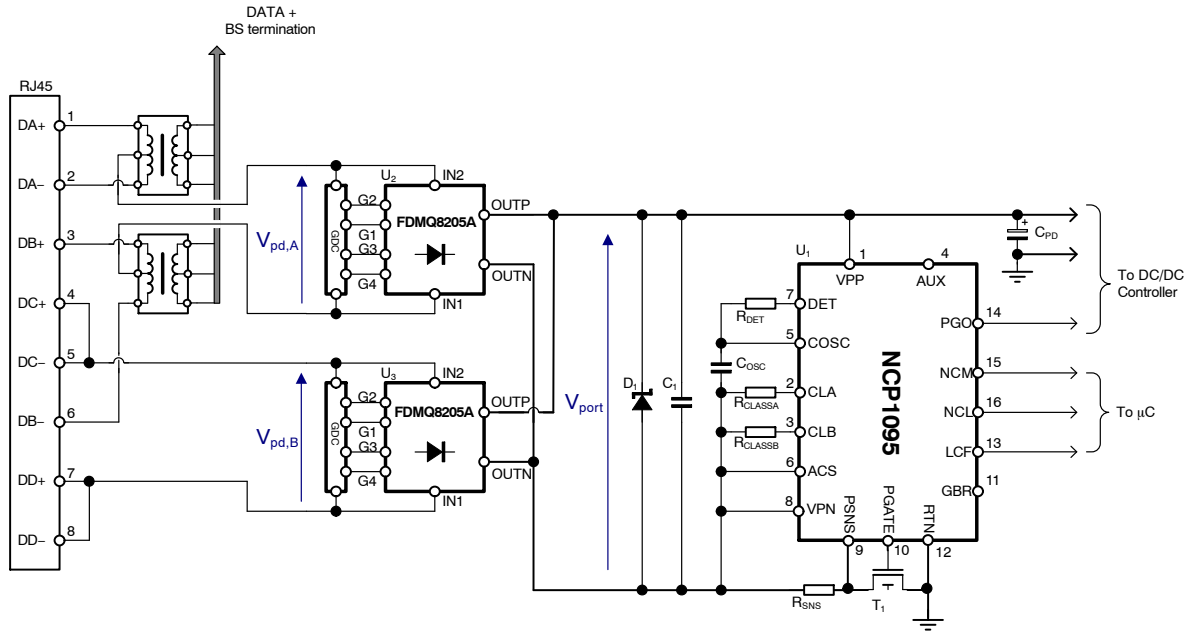 DATA +
BS termination
RJ45
DA+ 1
DA− 2
DB+ 3
DC+ 4
DC− 5
DB− 6
DD+ 7
DD− 8
Vpd,A
GDC
G2
G1
G3
G4
U2
IN2
FDMQ8205A
OUTP
OUTN
IN1
Vpd,B
GDC
G2
G1
G3
G4
U3
IN2
FDMQ8205A
OUTP
OUTN
IN1
Vport
D1
C1
RDET
COSC
RCLASSA
RCLASSB
RSNS
T1
U1
NCP1095
1 VPP
4 AUX
7 DET
5 COSC
2 CLA
3 CLB
6 ACS
8 VPN
PSNS 9
PGATE 10
RTN 12
PGO 14
NCM 15
NCL 16
LCF 13
GBR 11
+
CPD
To DC/DC
Controller
To μC